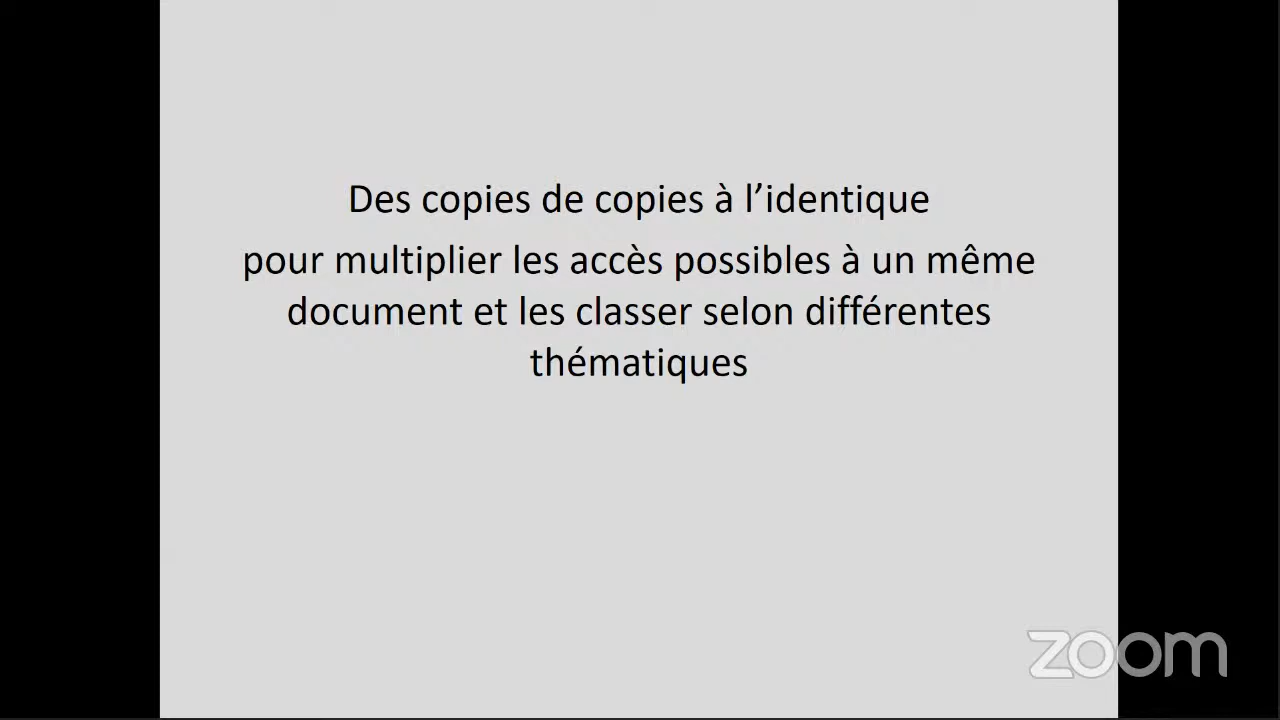 Des copies de copies à l’identique
pour multiplier les accès possibles à un même
document et les classer selon différentes
thématiques
zoom